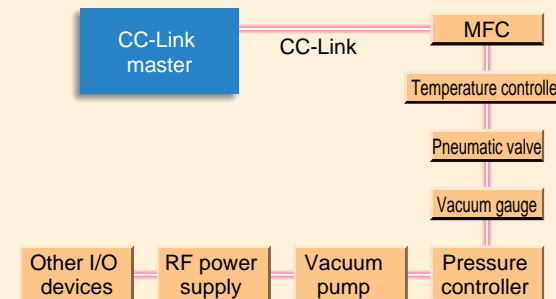 CC-Link
master
CC-Link
MFC
Temperature controlle
Pneumatic valve
Vacuum gauge
Other I/O
devices
RF power
supply
Vacuum
pump
Pressure
controller